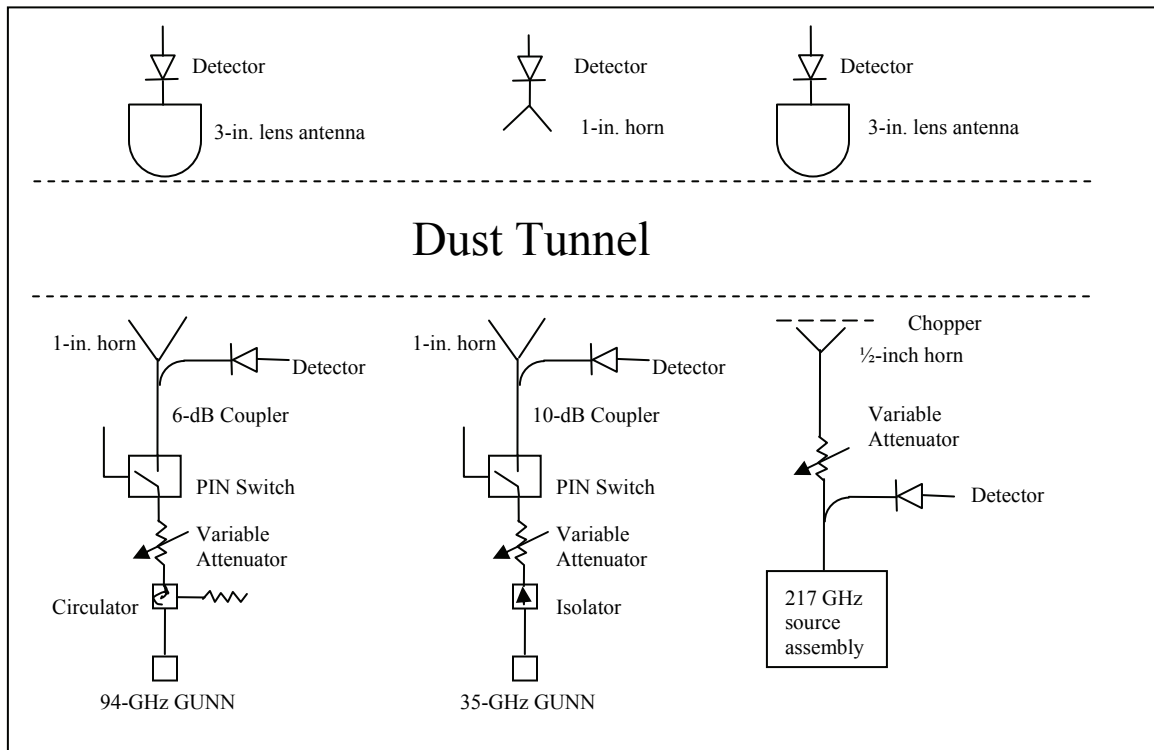 Detector
Detector
Detector
3-in. lens antenna
1-in. horn
3-in. lens antenna
Dust Tunnel
1-in. horn
Detector
6-dB Coupler
PIN Switch
Variable
Attenuator
Circulator
94-GHz GUNN
1-in. horn
Detector
10-dB Coupler
PIN Switch
Variable
Attenuator
Isolator
35-GHz GUNN
Chopper
½-inch horn
Variable
Attenuator
Detector
217 GHz
source
assembly